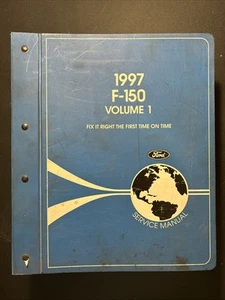 1997
F-150
VOLUME 1
FIX IT RIGHT THE FIRST TIME ON TIME
Ford
SERVICE MANUAL